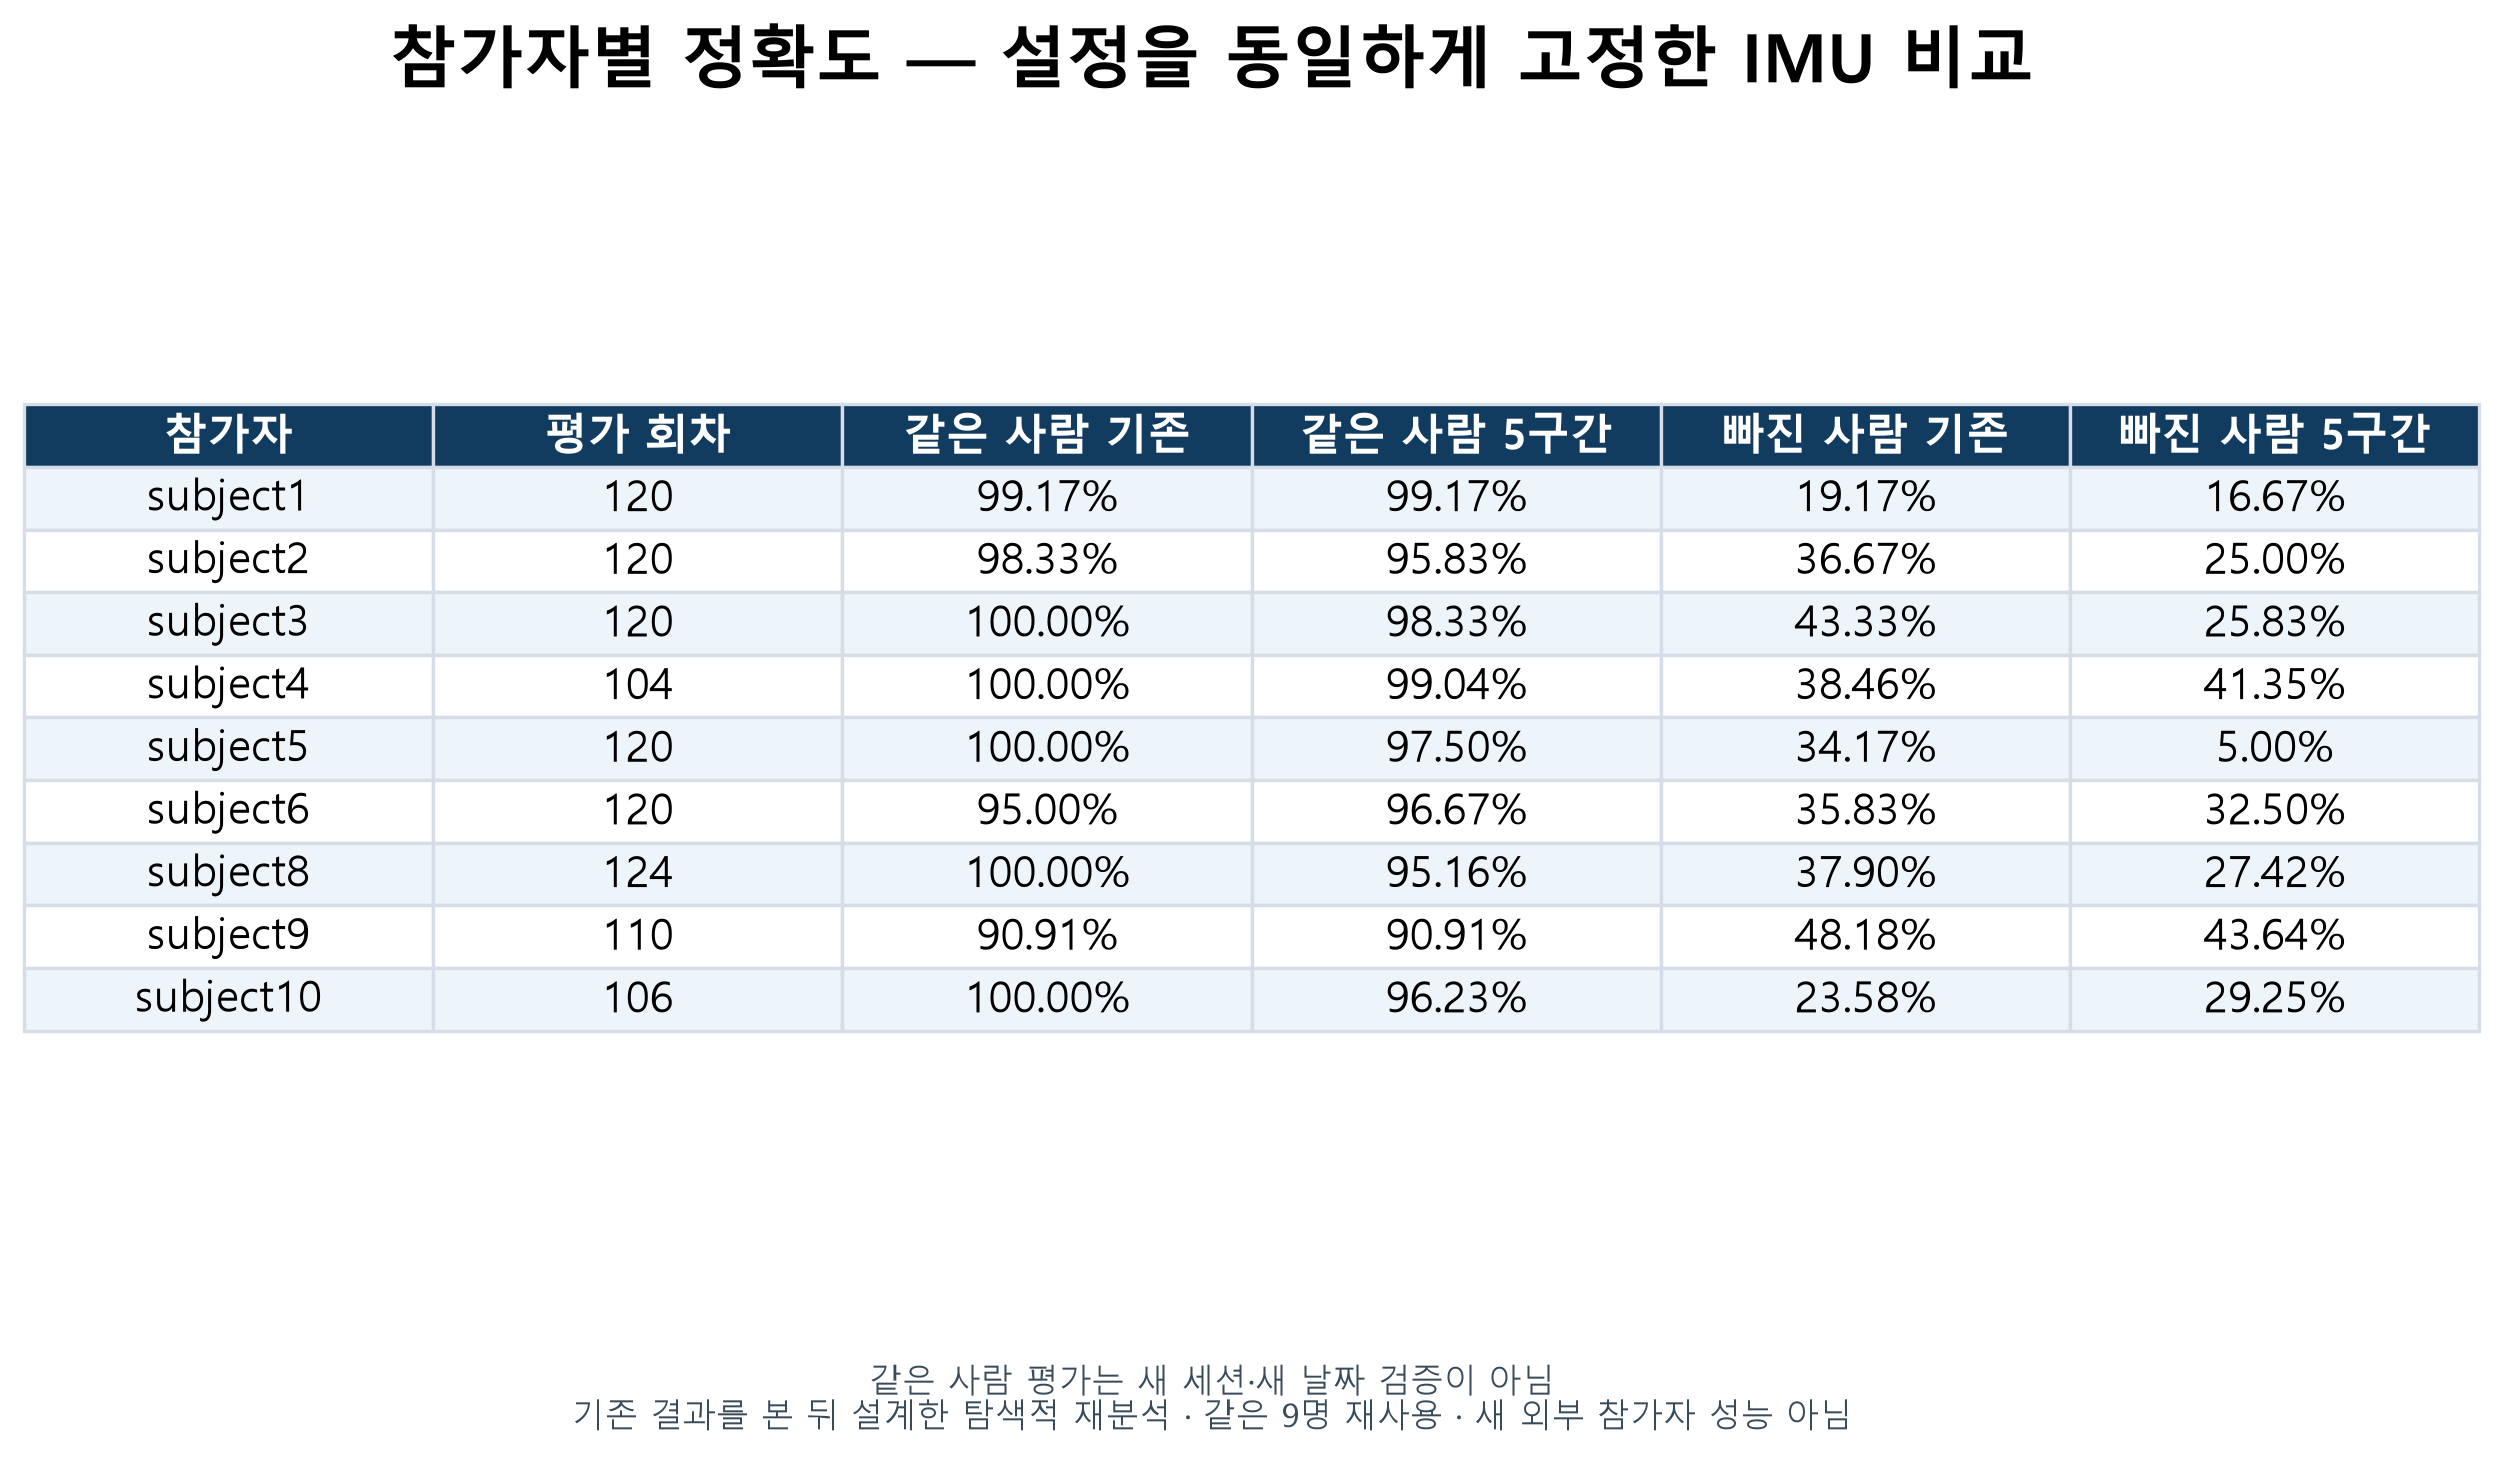 참가자별 정확도 — 설정을 동일하게 고정한 IMU 비교
참가자 평가 회차 같은 사람 기준 같은 사람 5구간 빠진 사람 기준 빠진 사람 5구간
subject1 120 99.17% 99.17% 19.17% 16.67%
subject2 120 98.33% 95.83% 36.67% 25.00%
subject3 120 100.00% 98.33% 43.33% 25.83%
subject4 104 100.00% 99.04% 38.46% 41.35%
subject5 120 100.00% 97.50% 34.17% 5.00%
subject6 120 95.00% 96.67% 35.83% 32.50%
subject8 124 100.00% 95.16% 37.90% 27.42%
subject9 110 90.91% 90.91% 48.18% 43.64%
subject10 106 100.00% 96.23% 23.58% 29.25%
같은 사람 평가는 새 세션·새 날짜 검증이 아님
기존 결과를 본 뒤 설계한 탐색적 재분석 · 같은 9명 재사용 · 새 외부 참가자 성능 아님